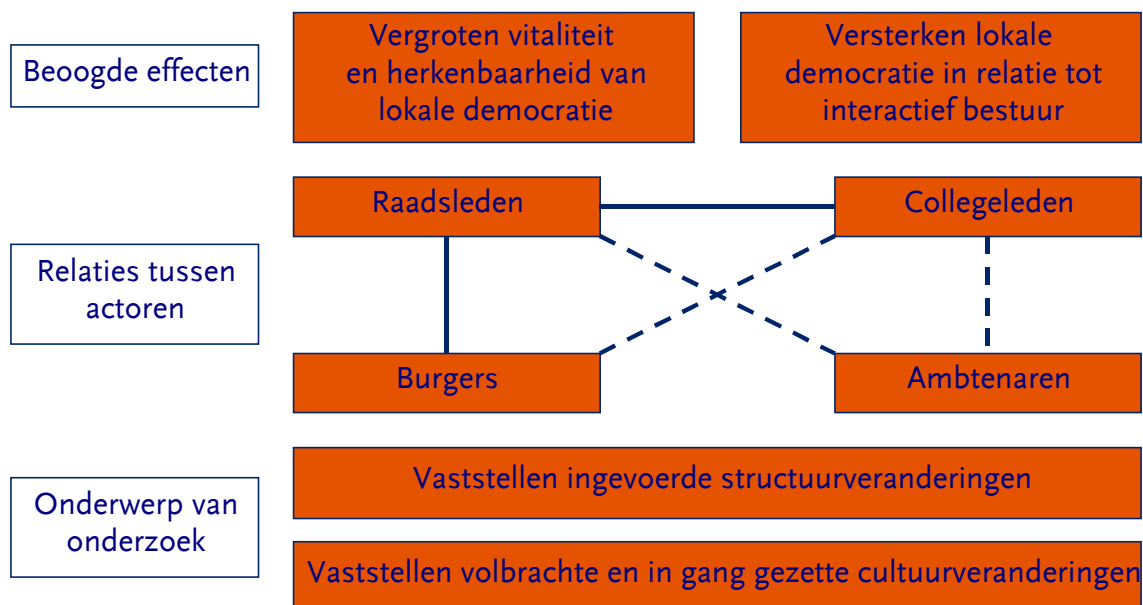 Beoogde effecten
Vergroten vitaliteit
en herkenbaarheid van
lokale democratie
Versterken lokale
democratie in relatie tot
interactief bestuur
Relaties tussen
actoren
Raadsleden
Collegeleden
Burgers
Ambtenaren
Onderwerp van
onderzoek
Vaststellen ingevoerde structuurveranderingen
Vaststellen volbrachte en in gang gezette cultuurveranderingen